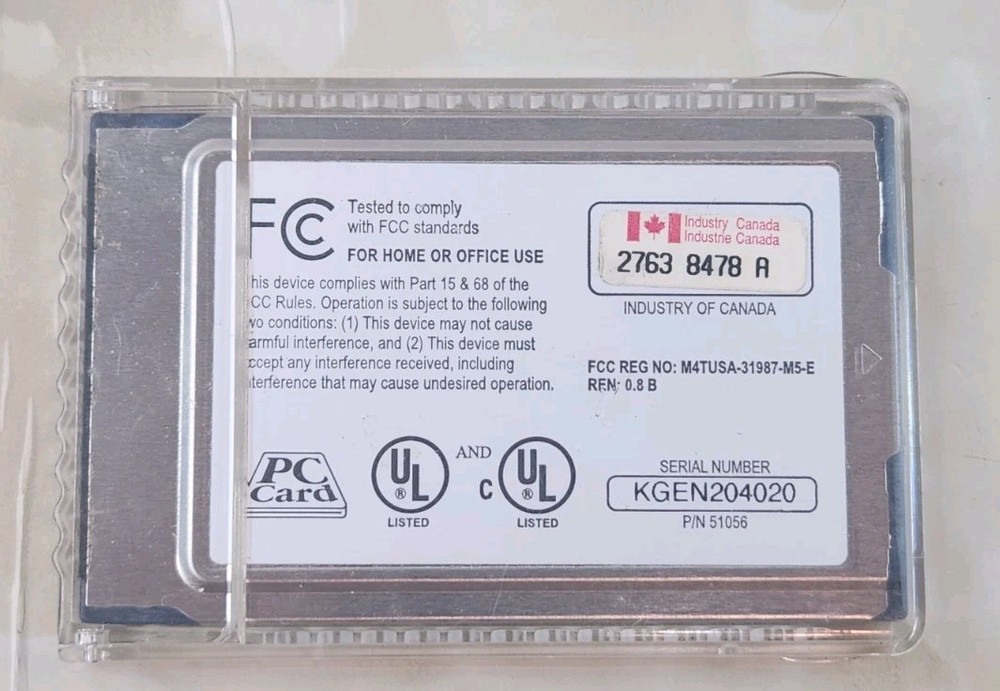 FC
Tested to comply
with FCC standards
FOR HOME OR OFFICE USE
his device complies with Part 15 & 68 of the
CC Rules. Operation is subject to the following
wo conditions: (1) This device may not cause
armful interference, and (2) This device must
ccept any interference received, including
terference that may cause undesired operation.
PC
Card
UL
®
LISTED
AND
C
UL
®
LISTED
Industry Canada
Industrie Canada
2763 8478 A
INDUSTRY OF CANADA
FCC REG NO: M4TUSA-31987-M5-E
REN: 0.8 B
SERIAL NUMBER
KGEN204020
P/N 51056